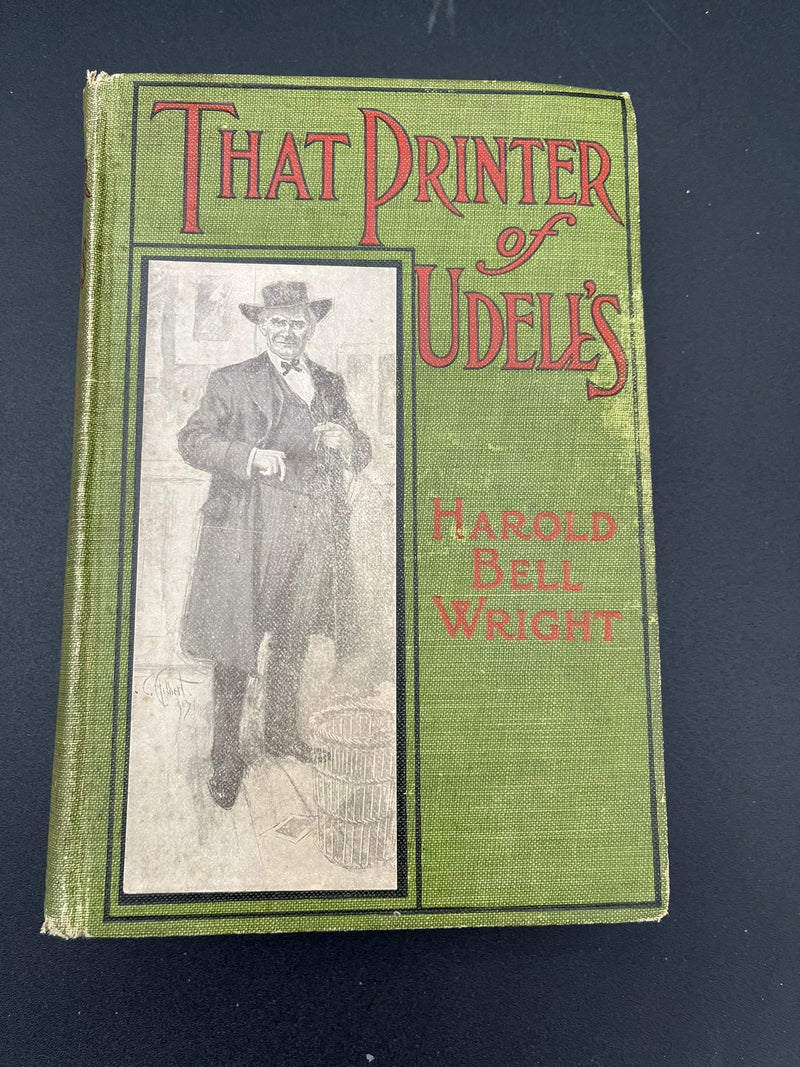 THAT PRINTER
of
UDELL'S
HAROLD
BELL
WRIGHT